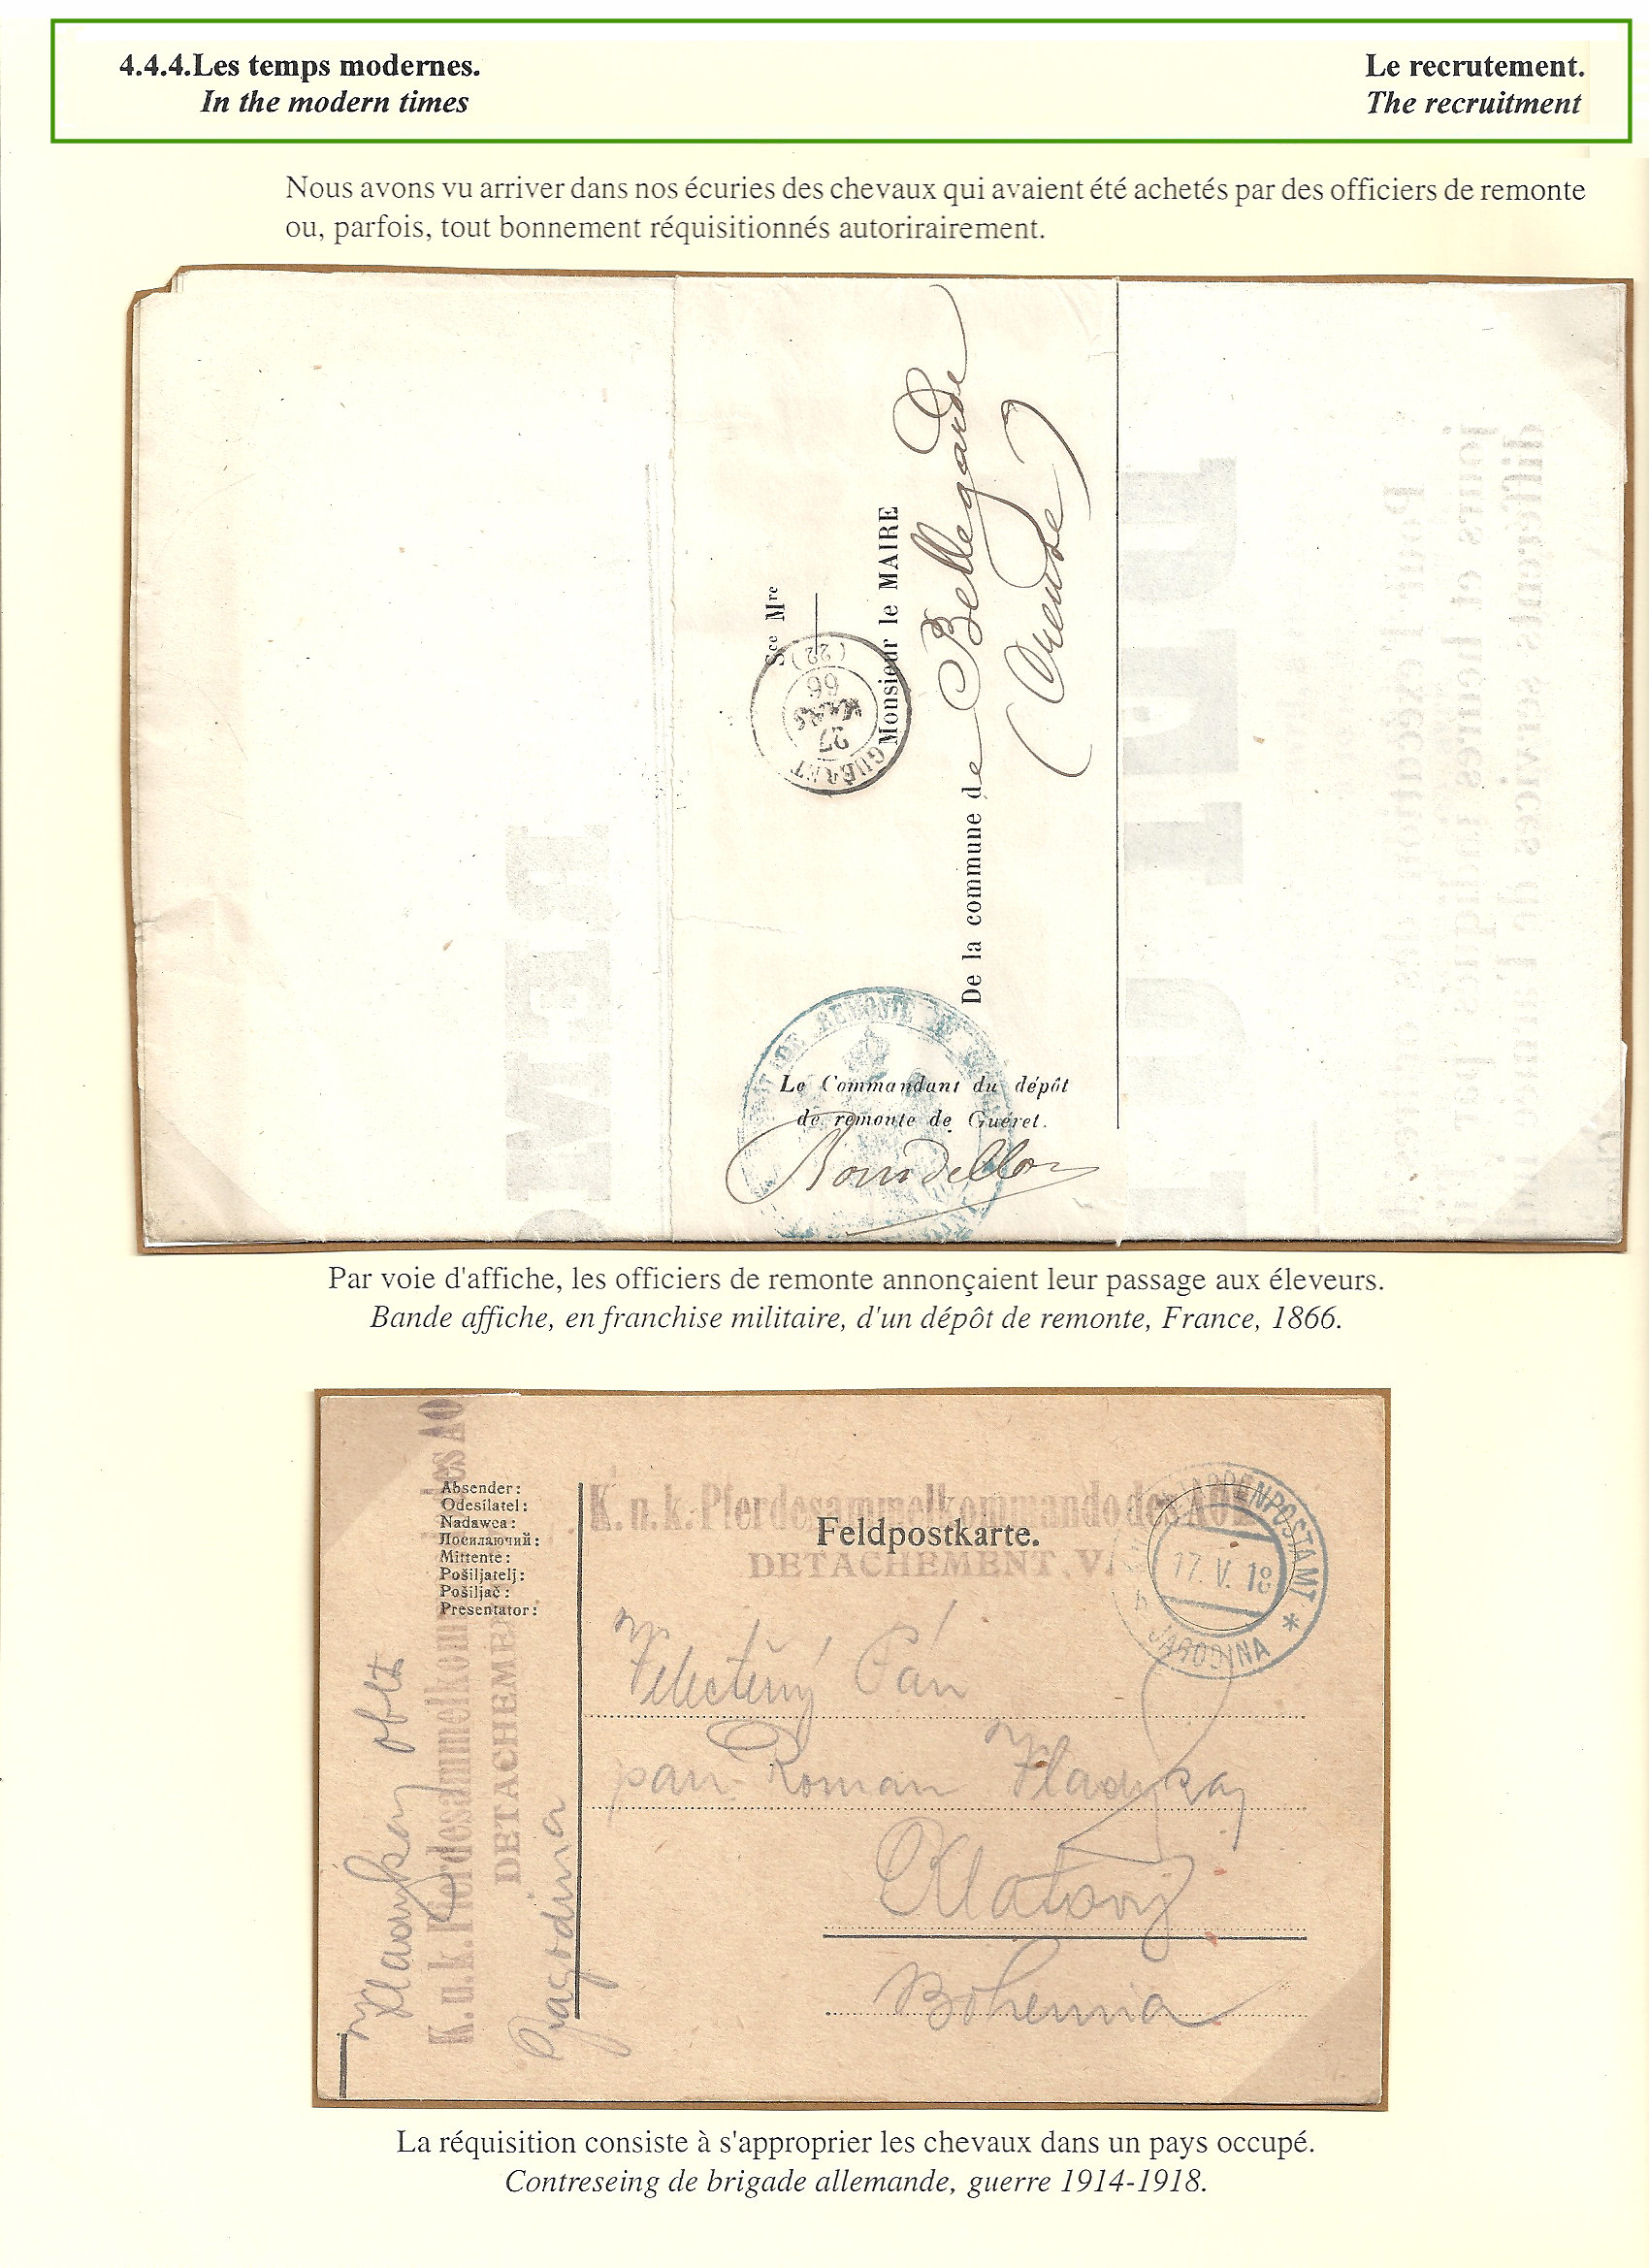 4.4.4.Les temps modernes.
In the modern times
Le recrutement.
The recruitment
Nous avons vu arriver dans nos écuries des chevaux qui avaient été achetés par des officiers de remonte
ou, parfois, tout bonnement réquisitionnés autorirairement.
Sce Mre
Monsieur le MAIRE
De la commune de Bellegarde
(Creuse)
GUÉRET
27
MARS
66
(22)
Le Commandant du dépôt
de remonte de Guéret.
Par voie d'affiche, les officiers de remonte annonçaient leur passage aux éleveurs.
Bande affiche, en franchise militaire, d'un dépôt de remonte, France, 1866.
Absender:
Odesílatel:
Nadawca:
Посилаючий:
Mittente:
Pošiljatelj:
Pošiljač:
Presentator:
K.u.k.Pferdesammelkommando des AOK
DETACHEMENT
Jagodina
K.u.k.Pferdesammelkommando des AOK
Feldpostkarte.
DETACHEMENT.V.
ETAPPENPOSTAMT
17.V.18
JAGODINA
Pán
pan Roman
Klatovy
Bohemia
La réquisition consiste à s'approprier les chevaux dans un pays occupé.
Contreseing de brigade allemande, guerre 1914-1918.